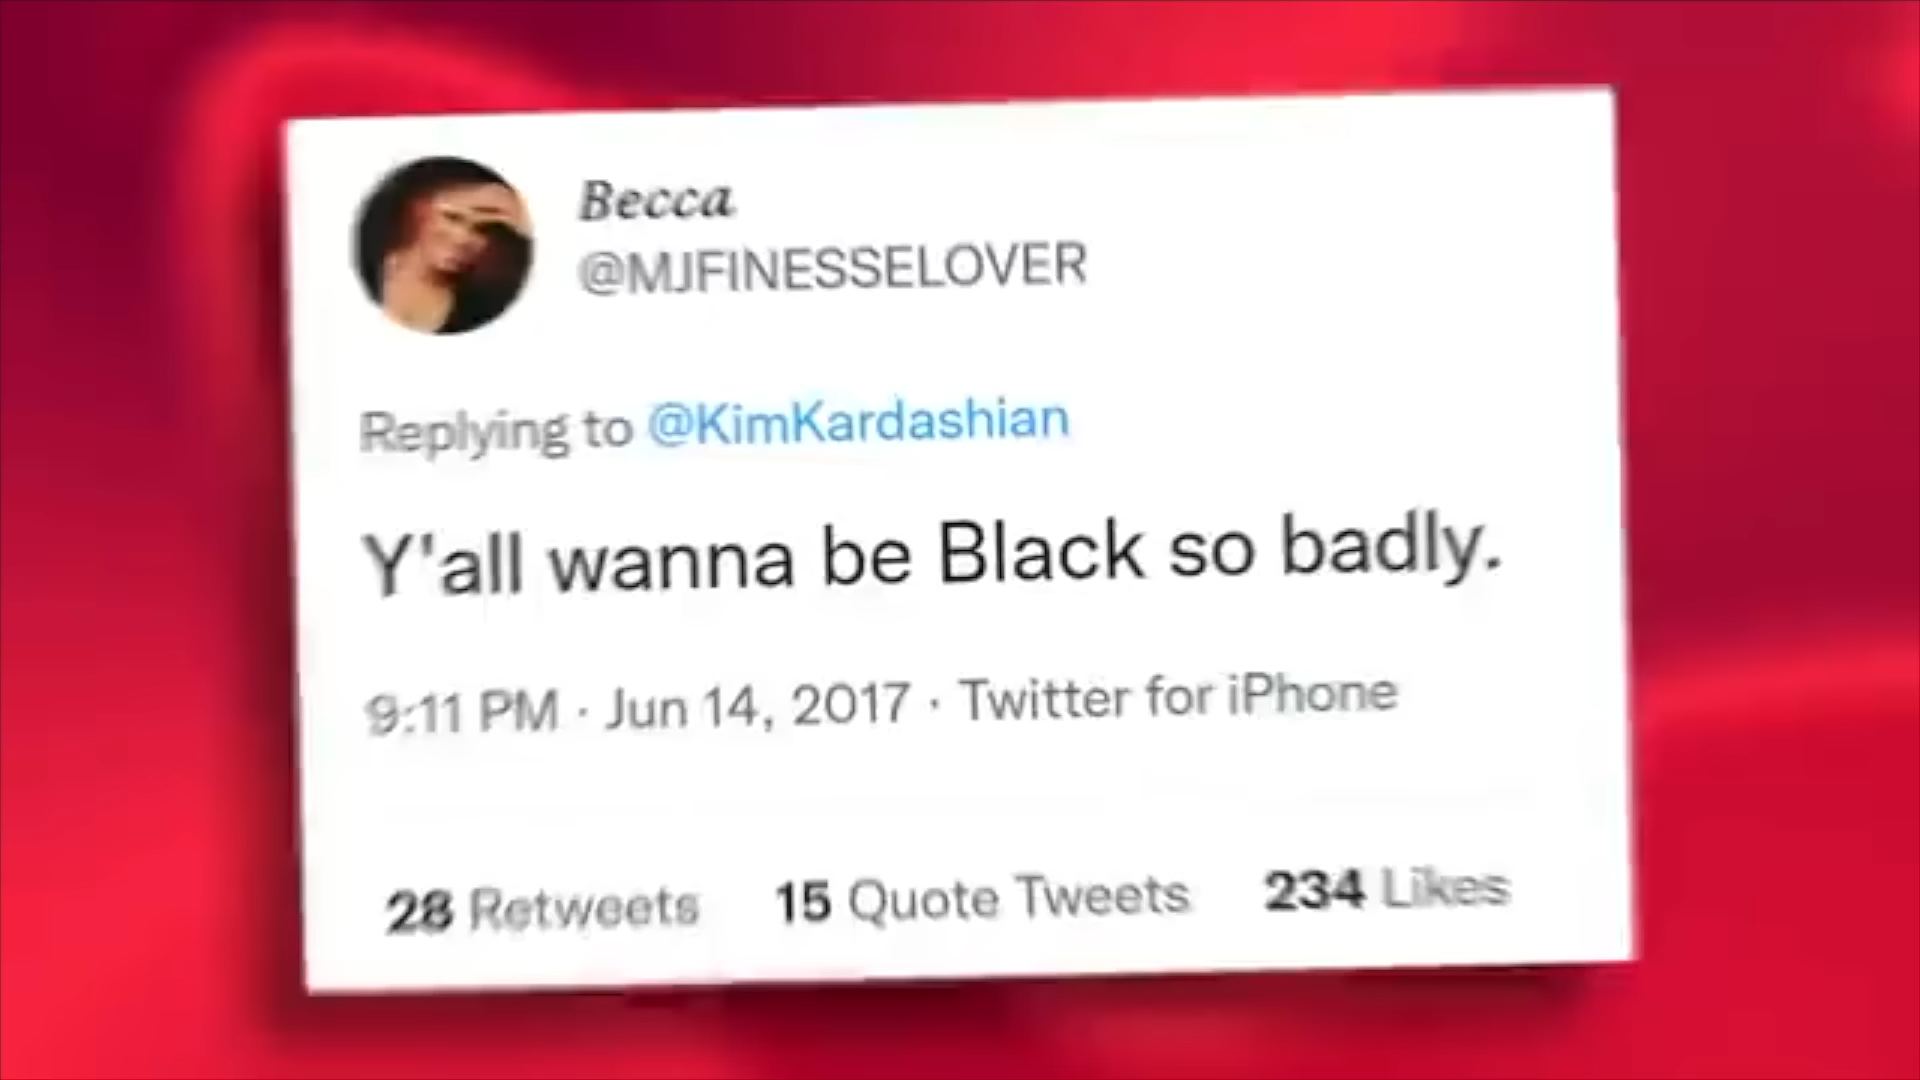 Becca
@MJFINESSELOVER
Replying to @KimKardashian
Y'all wanna be Black so badly.
9:11 PM · Jun 14, 2017 · Twitter for iPhone
28 Retweets 15 Quote Tweets 234 Likes